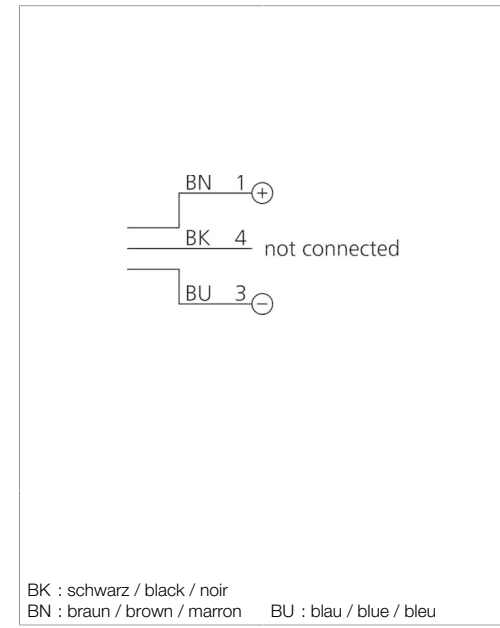 BN 1 +
BK 4 not connected
BU 3 −
BK : schwarz / black / noir
BN : braun / brown / marron BU : blau / blue / bleu